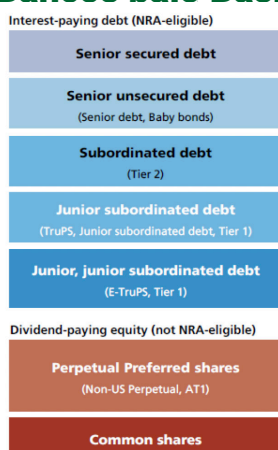 Interest-paying debt (NRA-eligible)
Senior secured debt
Senior unsecured debt
(Senior debt, Baby bonds)
Subordinated debt
(Tier 2)
Junior subordinated debt
(TruPS, Junior subordinated debt, Tier 1)
Junior, junior subordinated debt
(E-TruPS, Tier 1)
Dividend-paying equity (not NRA-eligible)
Perpetual Preferred shares
(Non-US Perpetual, AT1)
Common shares